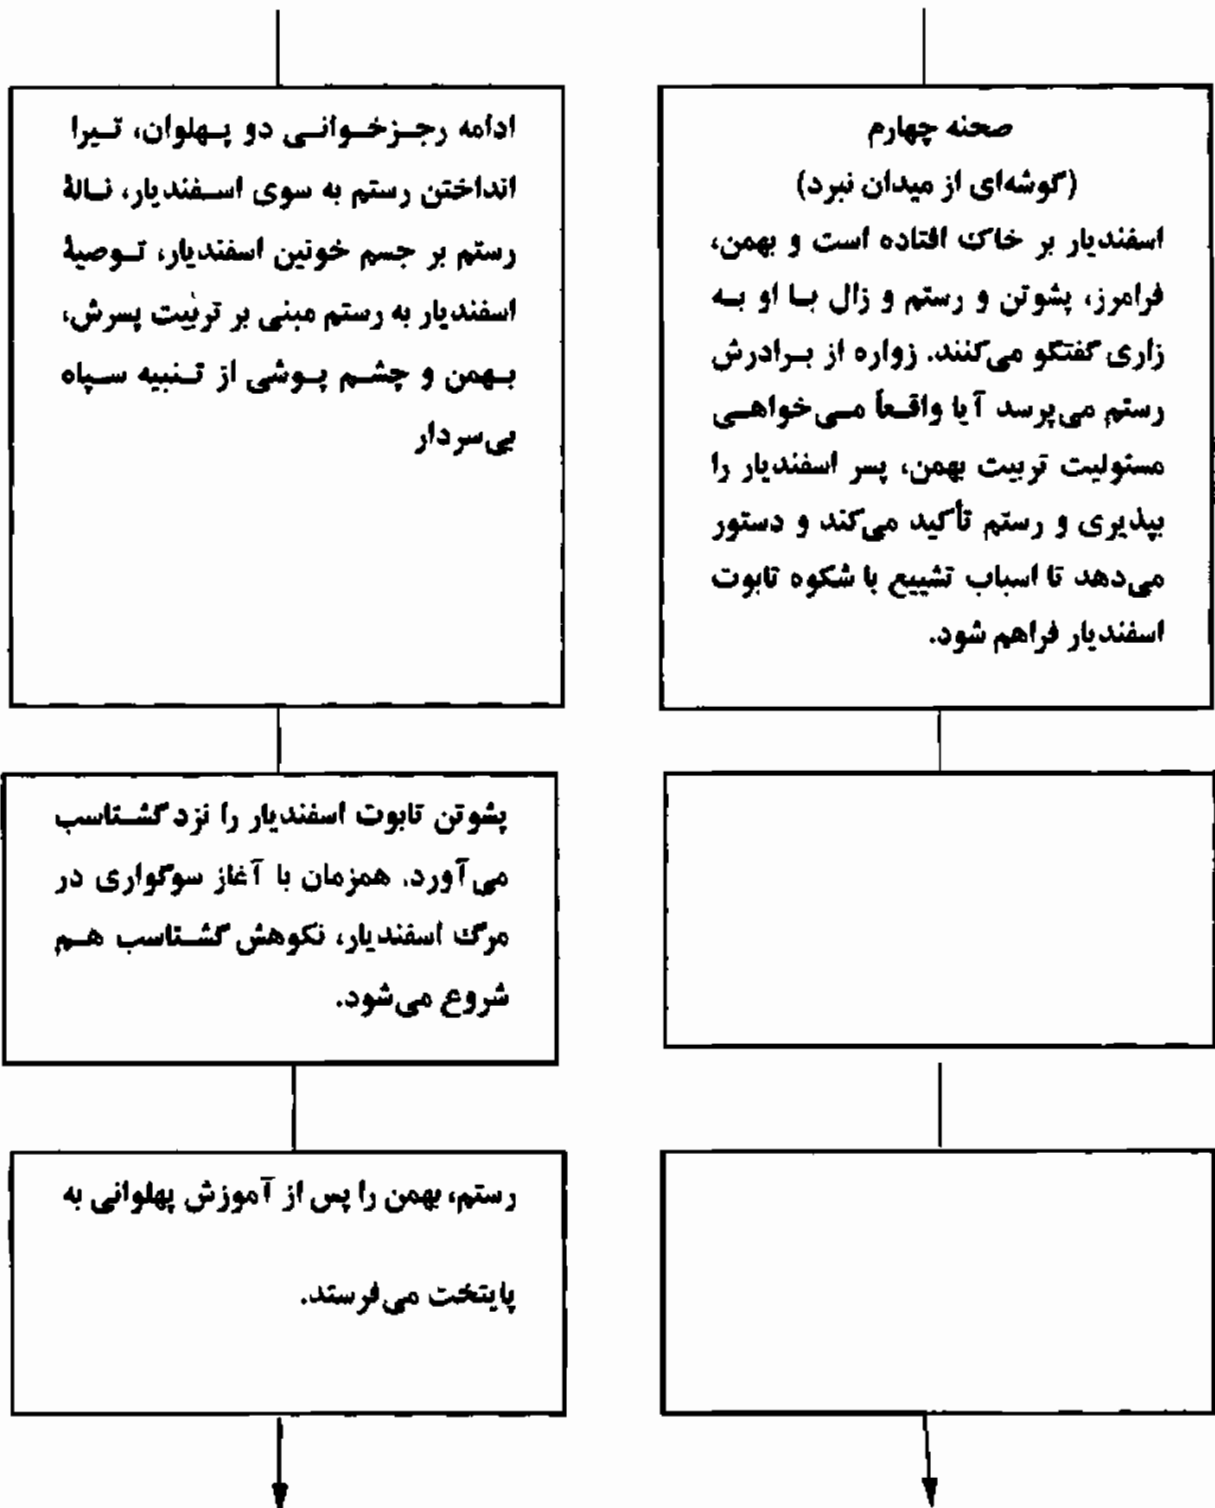 صحنه چهارم
(گوشه‌ای از میدان نبرد)
اسفندیار بر خاک افتاده است و بهمن،
فرامرز، پشوتن و رستم و زال با او به
زاری گفتگو می‌کنند. زواره از برادرش
رستم می‌پرسد آیا واقعاً می‌خواهی
مسئولیت تربیت بهمن، پسر اسفندیار را
بپذیری و رستم تأکید می‌کند و دستور
می‌دهد تا اسباب تشییع با شکوه تابوت
اسفندیار فراهم شود.
ادامه رجزخوانی دو پهلوان، تیرا
انداختن رستم به سوی اسفندیار، نالهٔ
رستم بر جسم خونین اسفندیار، توصیهٔ
اسفندیار به رستم مبنی بر تربیت پسرش،
بهمن و چشم پوشی از تنبیه سپاه
بی‌سردار
پشوتن تابوت اسفندیار را نزد گشتاسب
می‌آورد. همزمان با آغاز سوگواری در
مرگ اسفندیار، نکوهش گشتاسب هم
شروع می‌شود.
رستم، بهمن را پس از آموزش پهلوانی به
پایتخت می‌فرستد.